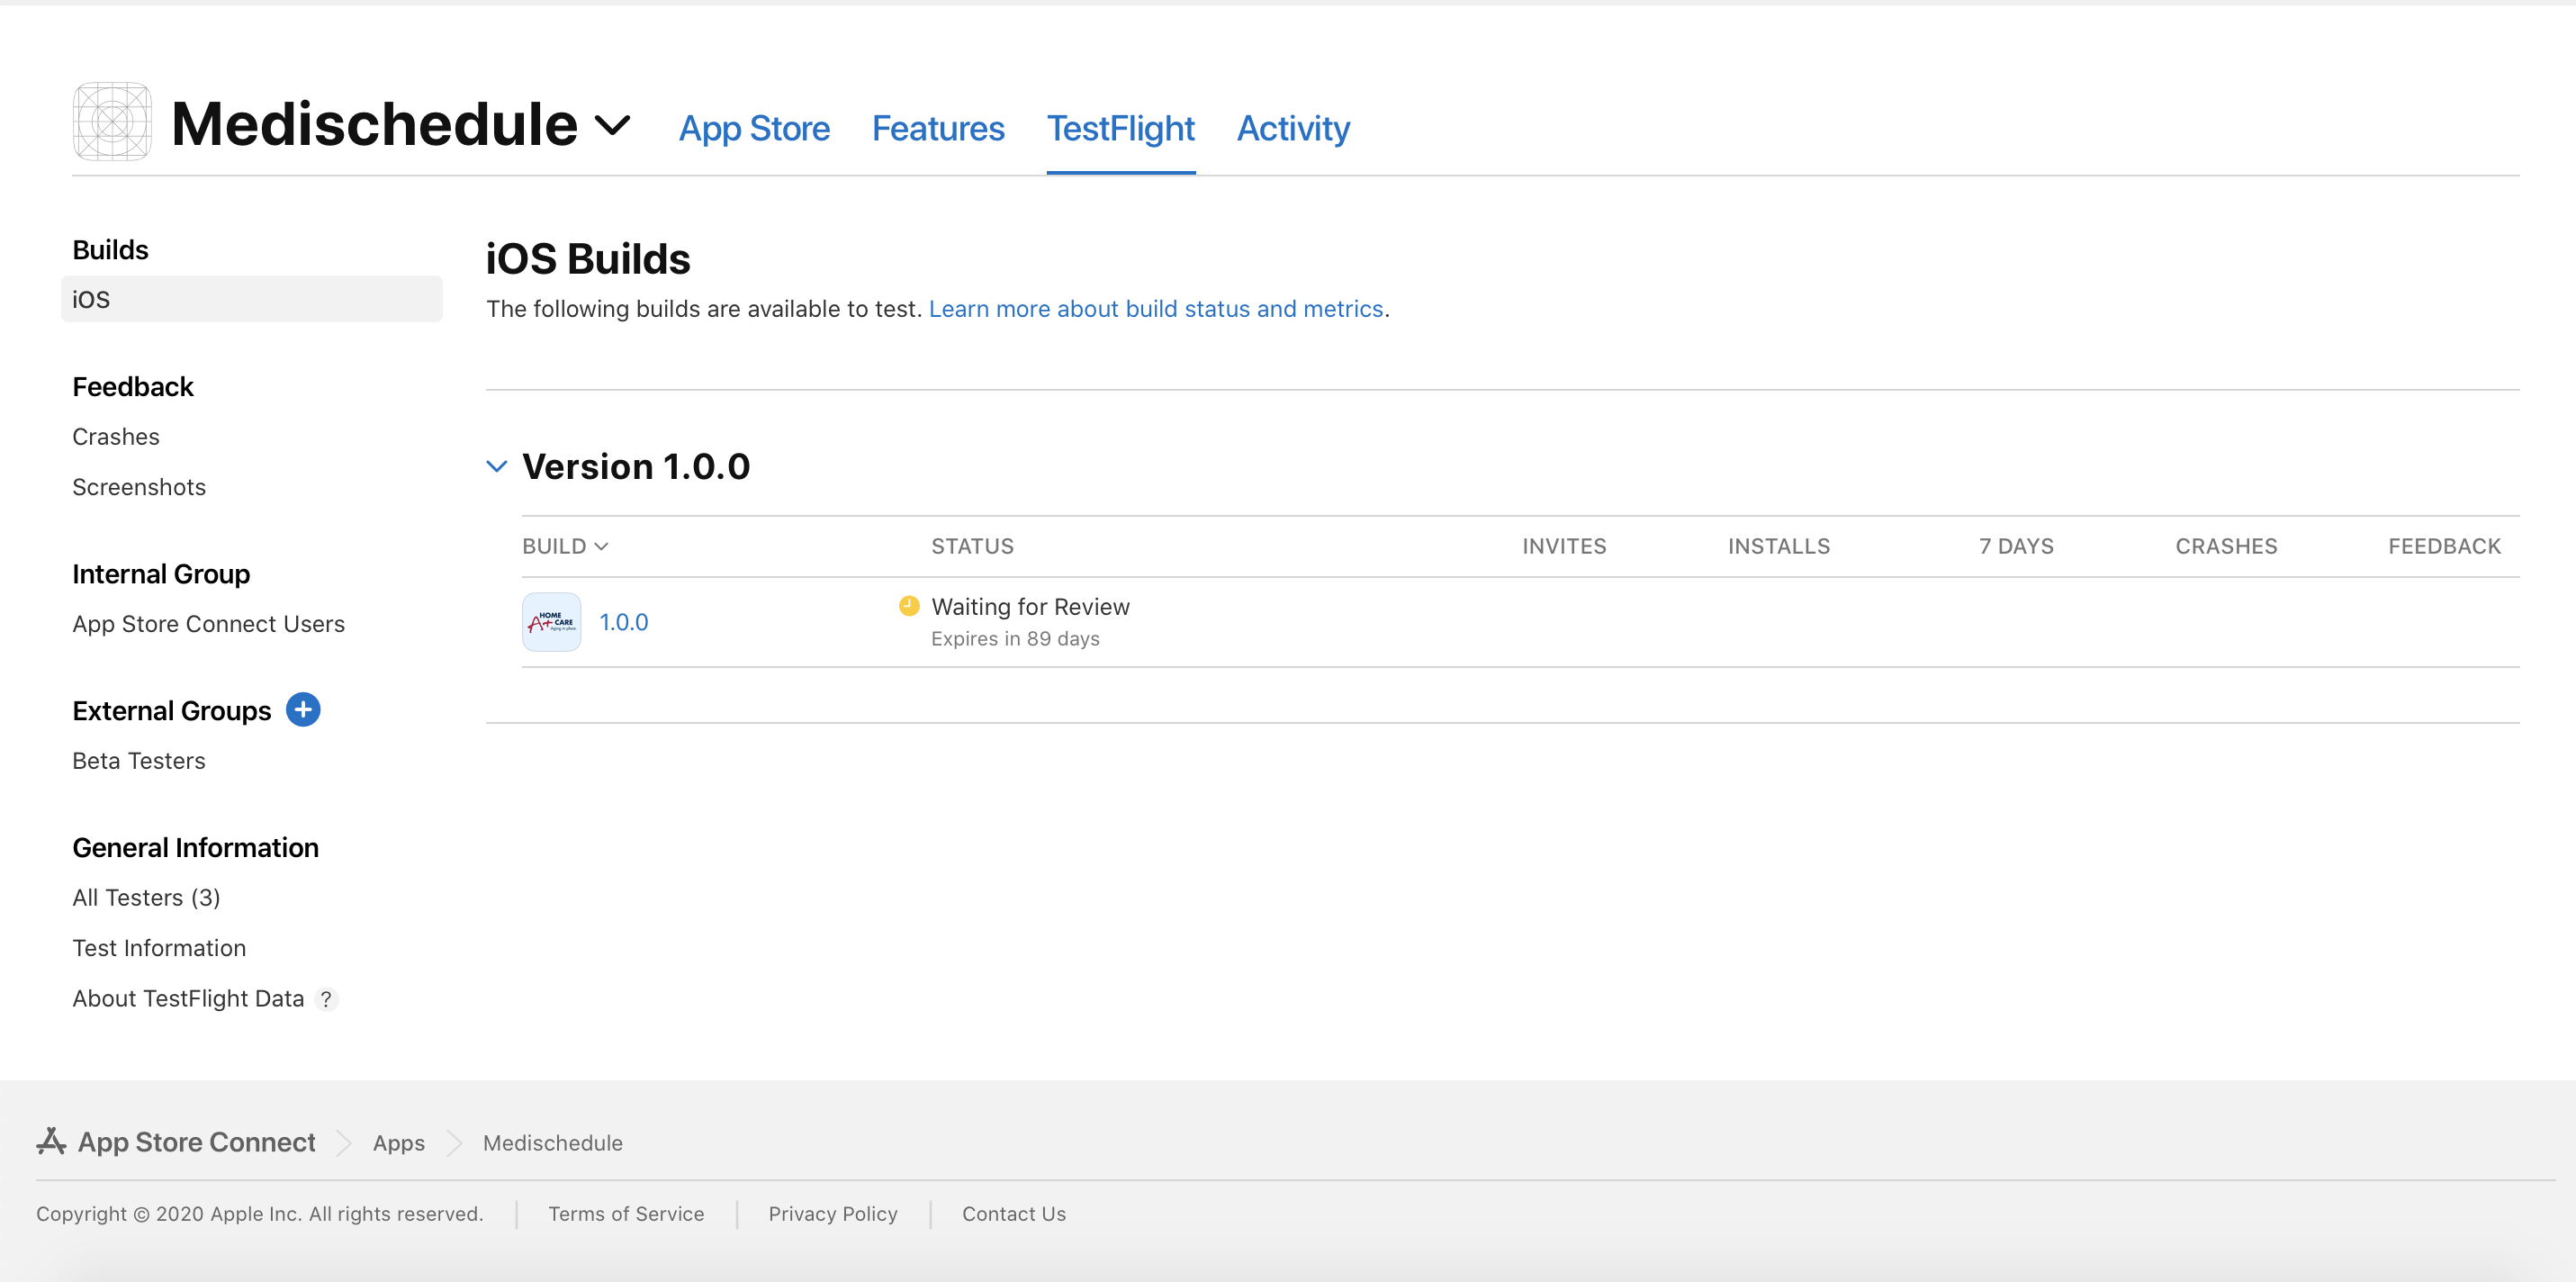 Medischedule
App Store
Features
TestFlight
Activity
Builds
iOS
Feedback
Crashes
Screenshots
Internal Group
App Store Connect Users
External Groups
Beta Testers
General Information
All Testers (3)
Test Information
About TestFlight Data ?
iOS Builds
The following builds are available to test. Learn more about build status and metrics.
Version 1.0.0
BUILD STATUS INVITES INSTALLS 7 DAYS CRASHES FEEDBACK
HOME
A+ CARE
Aging in place
1.0.0
Waiting for Review
Expires in 89 days
App Store Connect Apps Medischedule
Copyright © 2020 Apple Inc. All rights reserved. Terms of Service Privacy Policy Contact Us